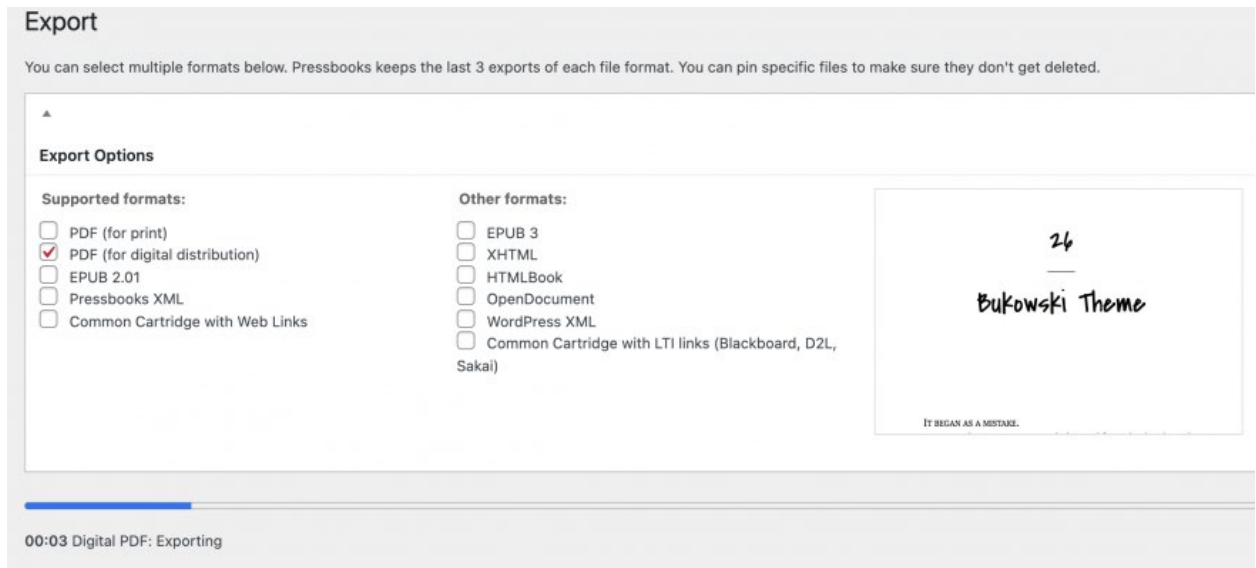 Export
You can select multiple formats below. Pressbooks keeps the last 3 exports of each file format. You can pin specific files to make sure they don't get deleted.
Export Options
Supported formats:
PDF (for print)
PDF (for digital distribution)
EPUB 2.01
Pressbooks XML
Common Cartridge with Web Links
Other formats:
EPUB 3
XHTML
HTMLBook
OpenDocument
WordPress XML
Common Cartridge with LTI links (Blackboard, D2L,
Sakai)
26
Bukowski Theme
IT BEGAN AS A MISTAKE.
00:03 Digital PDF: Exporting